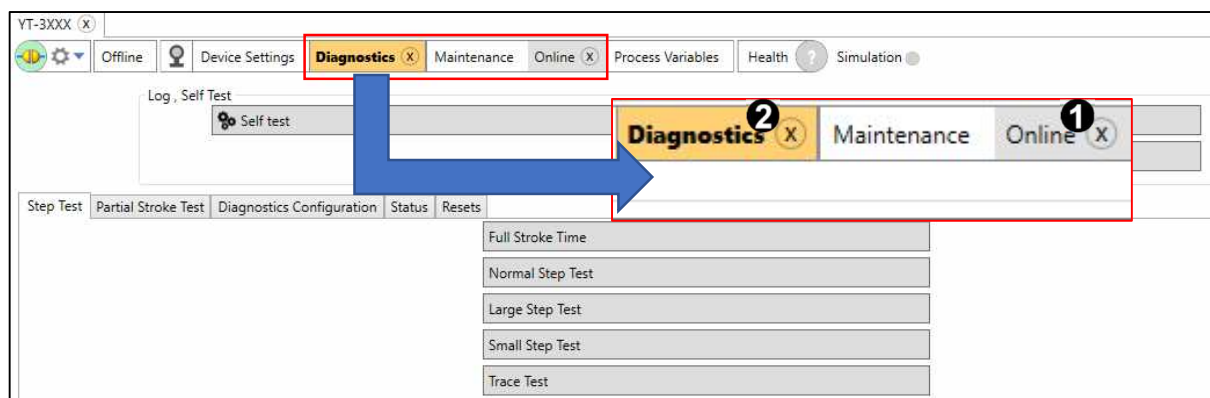 YT-3XXX X
Offline Device Settings Diagnostics X Maintenance Online X Process Variables Health ? Simulation
Log , Self Test
Self test
Diagnostics 2 X Maintenance Online 1 X
Step Test Partial Stroke Test Diagnostics Configuration Status Resets
Full Stroke Time
Normal Step Test
Large Step Test
Small Step Test
Trace Test